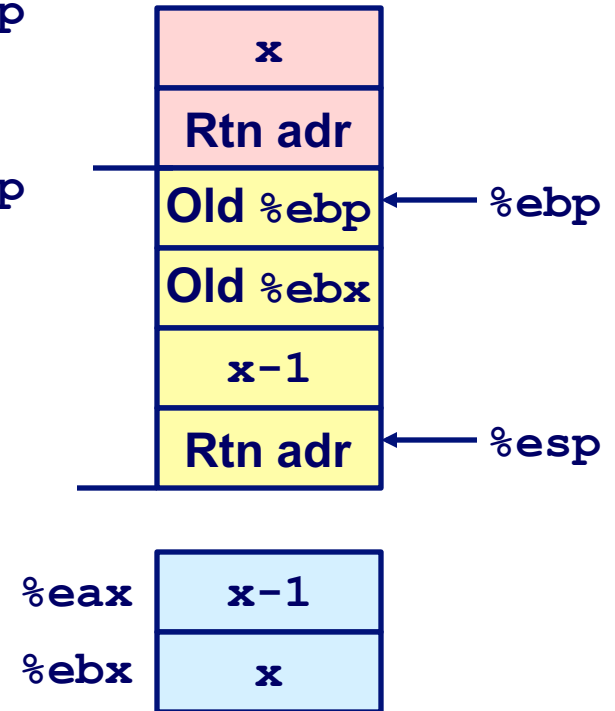 p
x
Rtn adr
p
Old %ebp %ebp
Old %ebx
x-1
Rtn adr %esp
%eax x-1
%ebx x